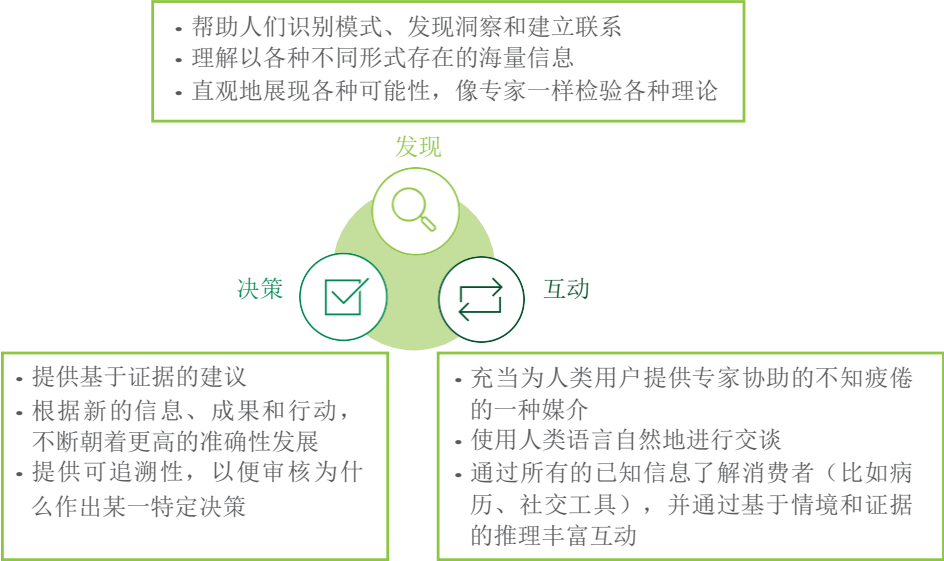 • 帮助人们识别模式、发现洞察和建立联系
• 理解以各种不同形式存在的海量信息
• 直观地展现各种可能性，像专家一样检验各种理论
发现
决策
互动
• 提供基于证据的建议
• 根据新的信息、成果和行动，
不断朝着更高的准确性发展
• 提供可追溯性，以便审核为什
么作出某一特定决策
• 充当为人类用户提供专家协助的不知疲倦
的一种媒介
• 使用人类语言自然地进行交谈
• 通过所有的已知信息了解消费者（比如病
历、社交工具），并通过基于情境和证据
的推理丰富互动